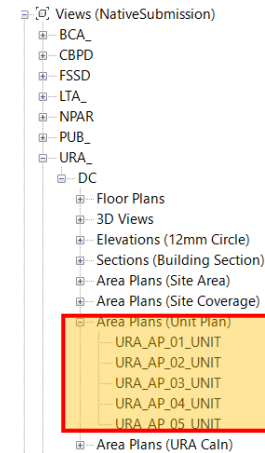 Views (NativeSubmission)
BCA_
CBPD
FSSD
LTA_
NPAR
PUB_
URA_
DC
Floor Plans
3D Views
Elevations (12mm Circle)
Sections (Building Section)
Area Plans (Site Area)
Area Plans (Site Coverage)
Area Plans (Unit Plan)
URA_AP_01_UNIT
URA_AP_02_UNIT
URA_AP_03_UNIT
URA_AP_04_UNIT
URA_AP_05_UNIT
Area Plans (URA Caln)